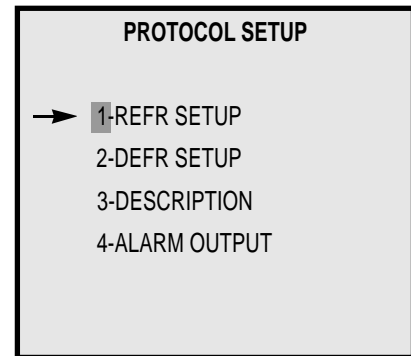 PROTOCOL SETUP
1-REFR SETUP
2-DEFR SETUP
3-DESCRIPTION
4-ALARM OUTPUT